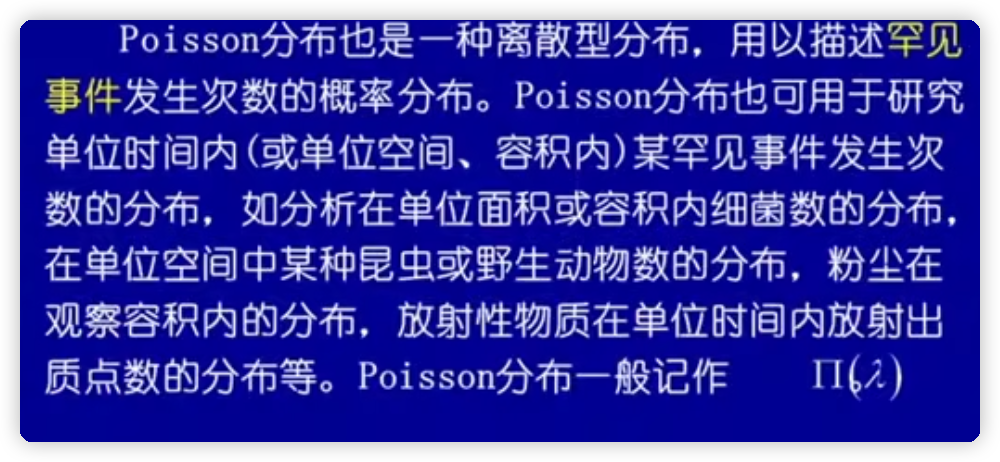 Poisson分布也是一种离散型分布，用以描述罕见
事件发生次数的概率分布。Poisson分布也可用于研究
单位时间内(或单位空间、容积内)某罕见事件发生次
数的分布，如分析在单位面积或容积内细菌数的分布，
在单位空间中某种昆虫或野生动物数的分布，粉尘在
观察容积内的分布，放射性物质在单位时间内放射出
质点数的分布等。Poisson分布一般记作 Π(λ)